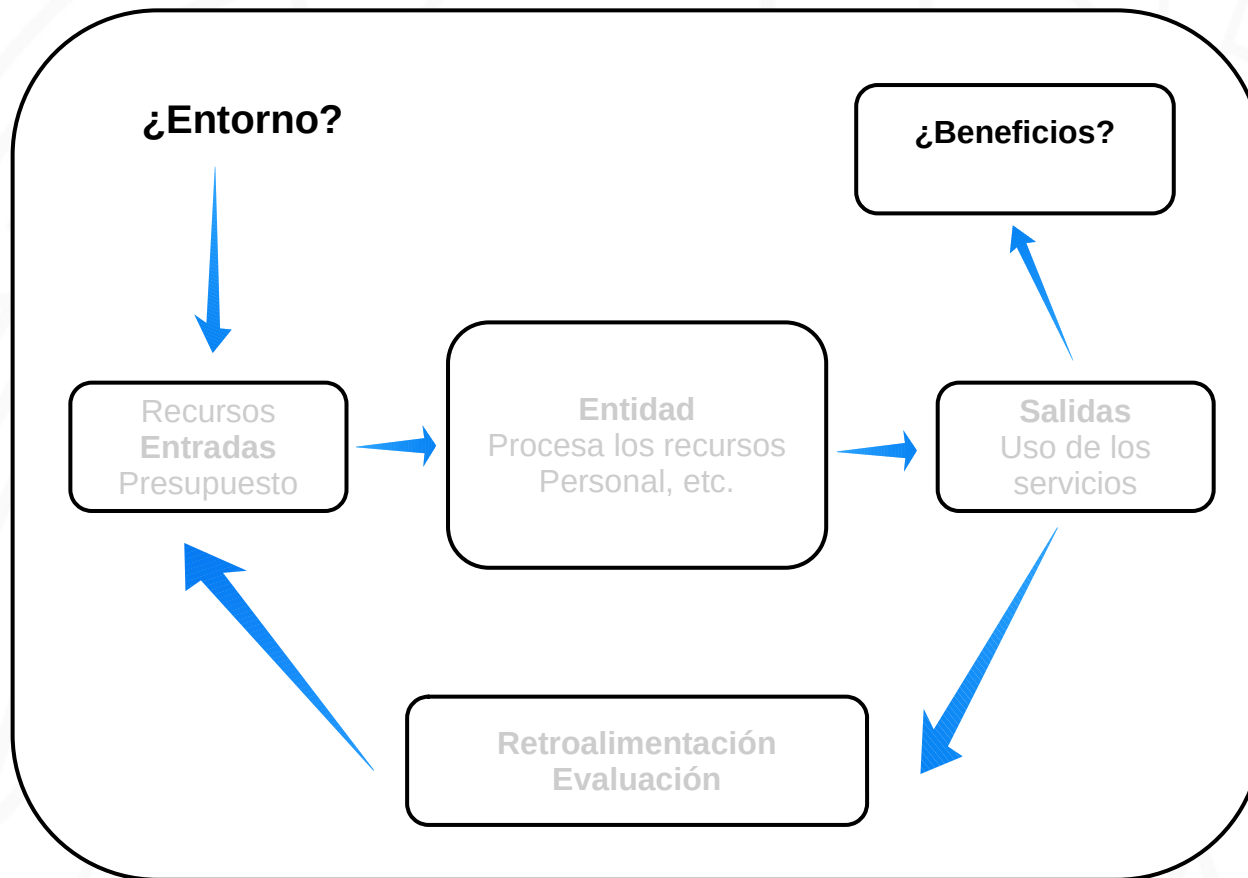 ¿Entorno?
¿Beneficios?
Recursos
Entradas
Presupuesto
Entidad
Procesa los recursos
Personal, etc.
Salidas
Uso de los
servicios
Retroalimentación
Evaluación